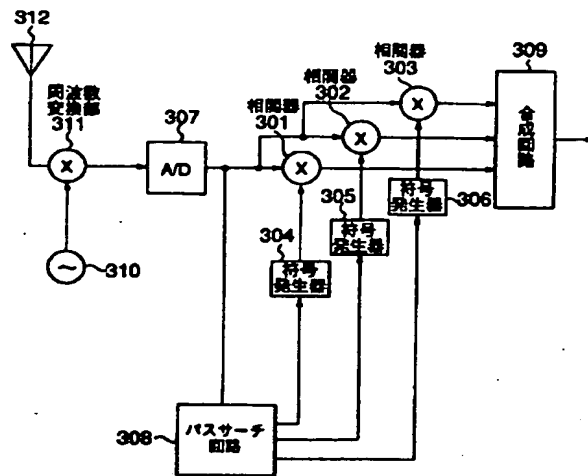 312
周波数
変換部
311
307
A/D
相関器
301
相関器
302
相関器
303
309
合成回路
310
304
符号
発生器
305
符号
発生器
符号
発生器
306
308
パスサーチ
回路